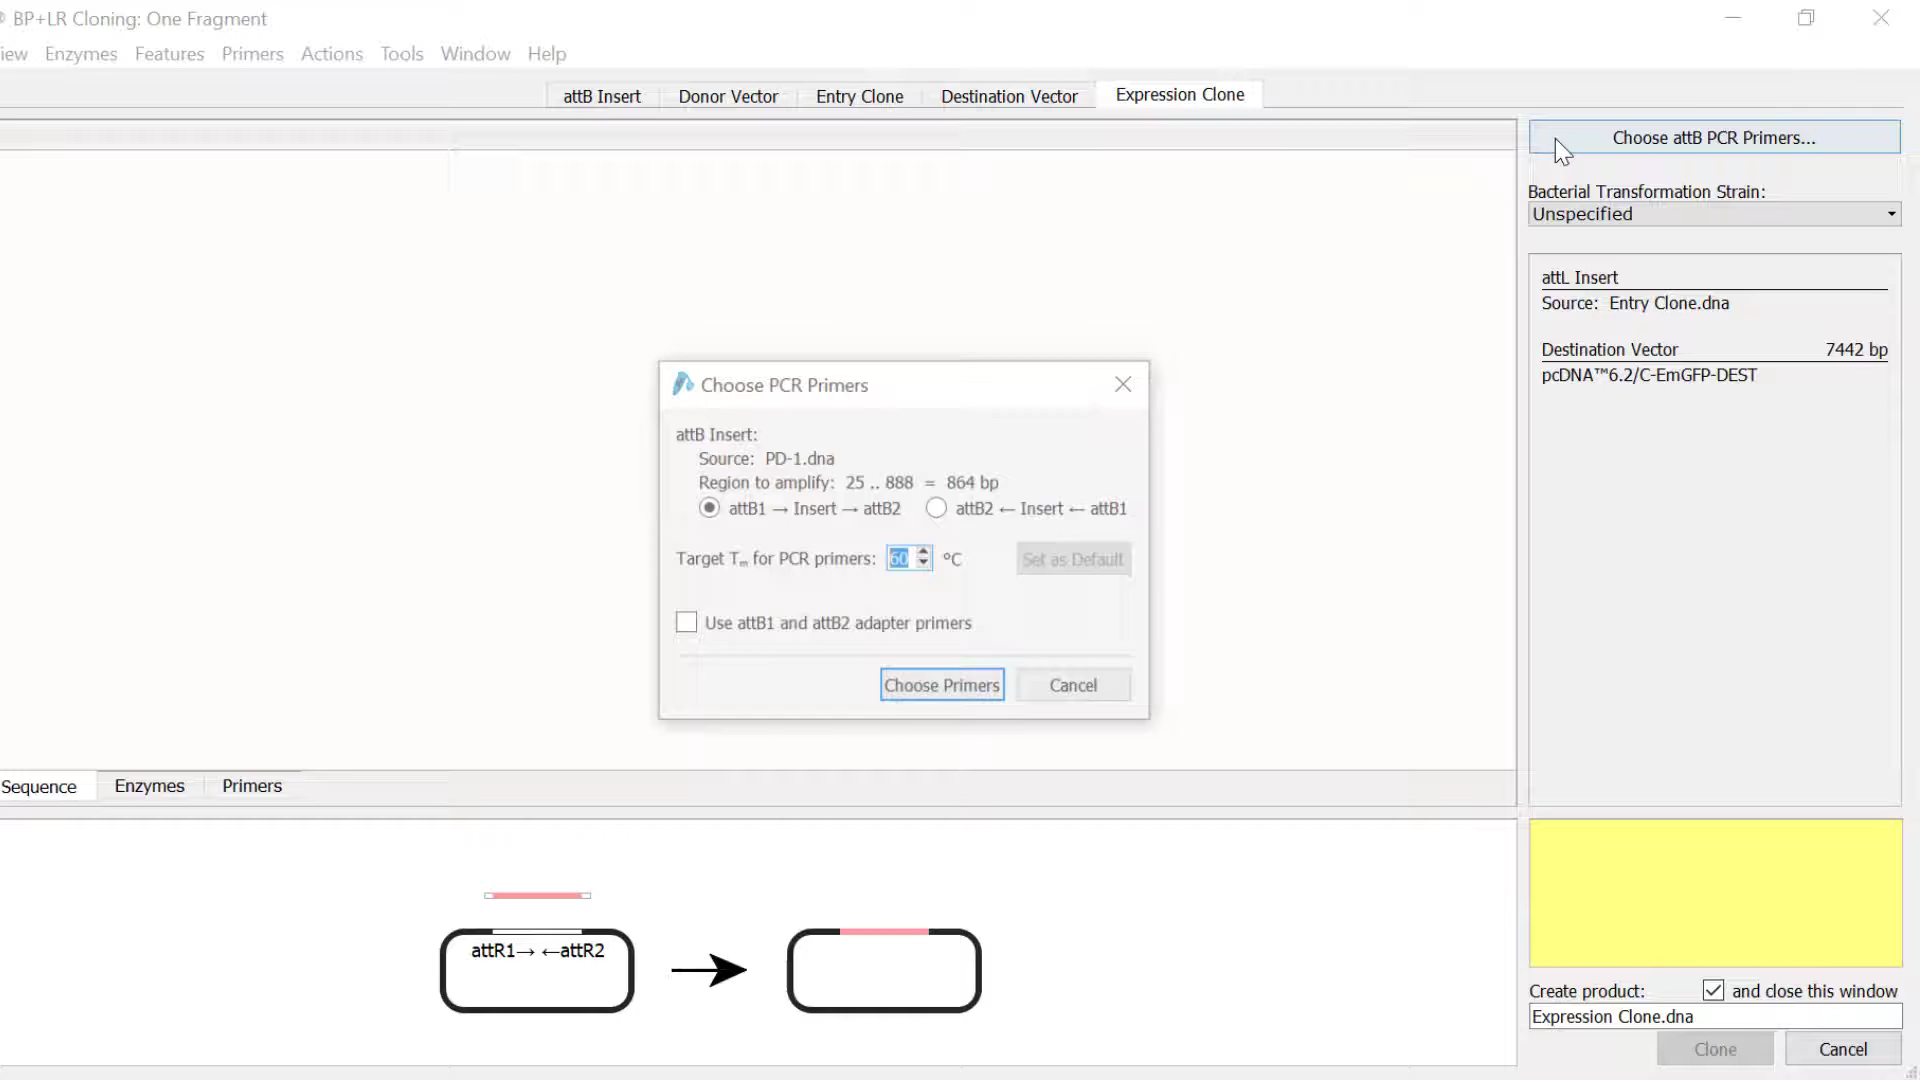 BP+LR Cloning: One Fragment
iew Enzymes Features Primers Actions Tools Window Help
attB Insert Donor Vector Entry Clone Destination Vector Expression Clone
Choose attB PCR Primers...
Bacterial Transformation Strain:
Unspecified
attL Insert
Source: Entry Clone.dna
Destination Vector 7442 bp
pcDNA™6.2/C-EmGFP-DEST
Choose PCR Primers
attB Insert:
Source: PD-1.dna
Region to amplify: 25 .. 888 = 864 bp
attB1 → Insert → attB2 attB2 ← Insert ← attB1
Target Tm for PCR primers: 60 °C Set as Default
Use attB1 and attB2 adapter primers
Choose Primers Cancel
Sequence Enzymes Primers
attR1→ ←attR2
Create product: and close this window
Expression Clone.dna
Clone Cancel